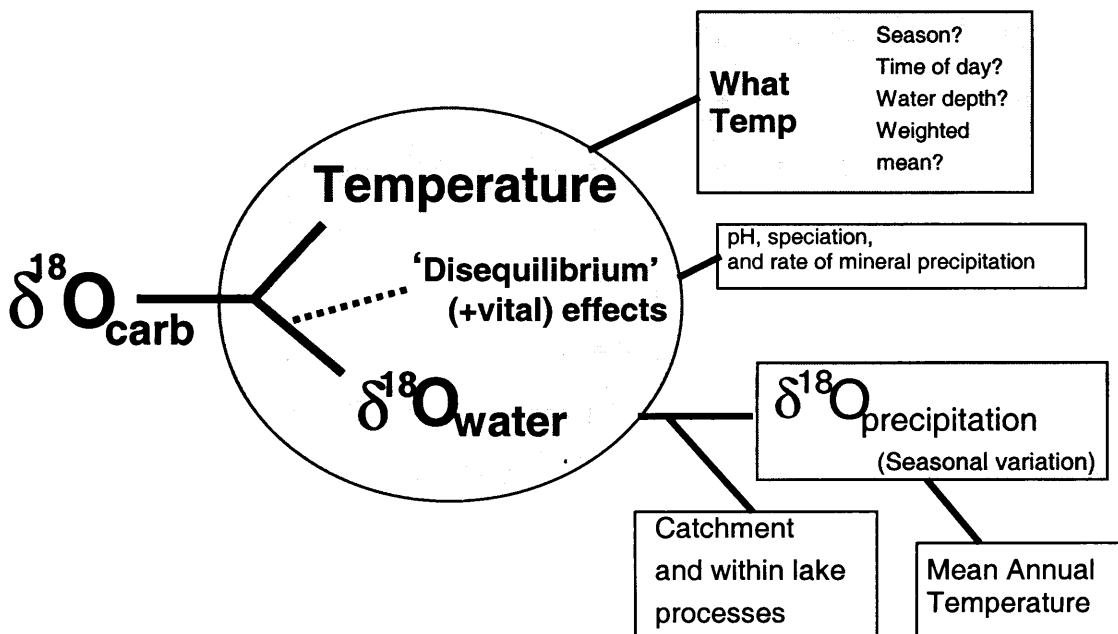 δ18Ocarb
Temperature
'Disequilibrium'
(+vital) effects
δ18Owater
What
Temp
Season?
Time of day?
Water depth?
Weighted
mean?
pH, speciation,
and rate of mineral precipitation
δ18Oprecipitation
(Seasonal variation)
Catchment
and within lake
processes
Mean Annual
Temperature